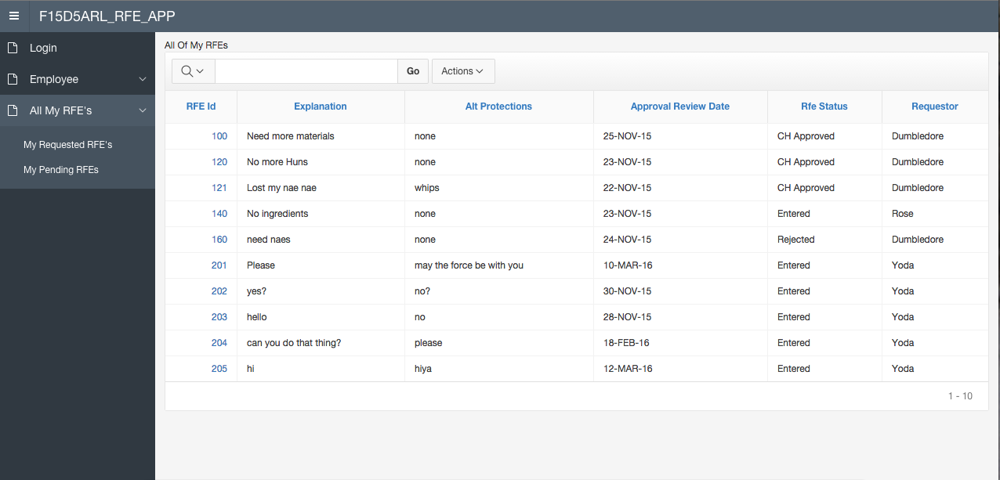 F15D5ARL_RFE_APP
Login
Employee
All My RFE's
My Requested RFE's
My Pending RFEs
All Of My RFEs
Go Actions
RFE Id Explanation Alt Protections Approval Review Date Rfe Status Requestor
100 Need more materials none 25-NOV-15 CH Approved Dumbledore
120 No more Huns none 23-NOV-15 CH Approved Dumbledore
121 Lost my nae nae whips 22-NOV-15 CH Approved Dumbledore
140 No ingredients none 23-NOV-15 Entered Rose
160 need naes none 24-NOV-15 Rejected Dumbledore
201 Please may the force be with you 10-MAR-16 Entered Yoda
202 yes? no? 30-NOV-15 Entered Yoda
203 hello no 28-NOV-15 Entered Yoda
204 can you do that thing? please 18-FEB-16 Entered Yoda
205 hi hiya 12-MAR-16 Entered Yoda
1 - 10